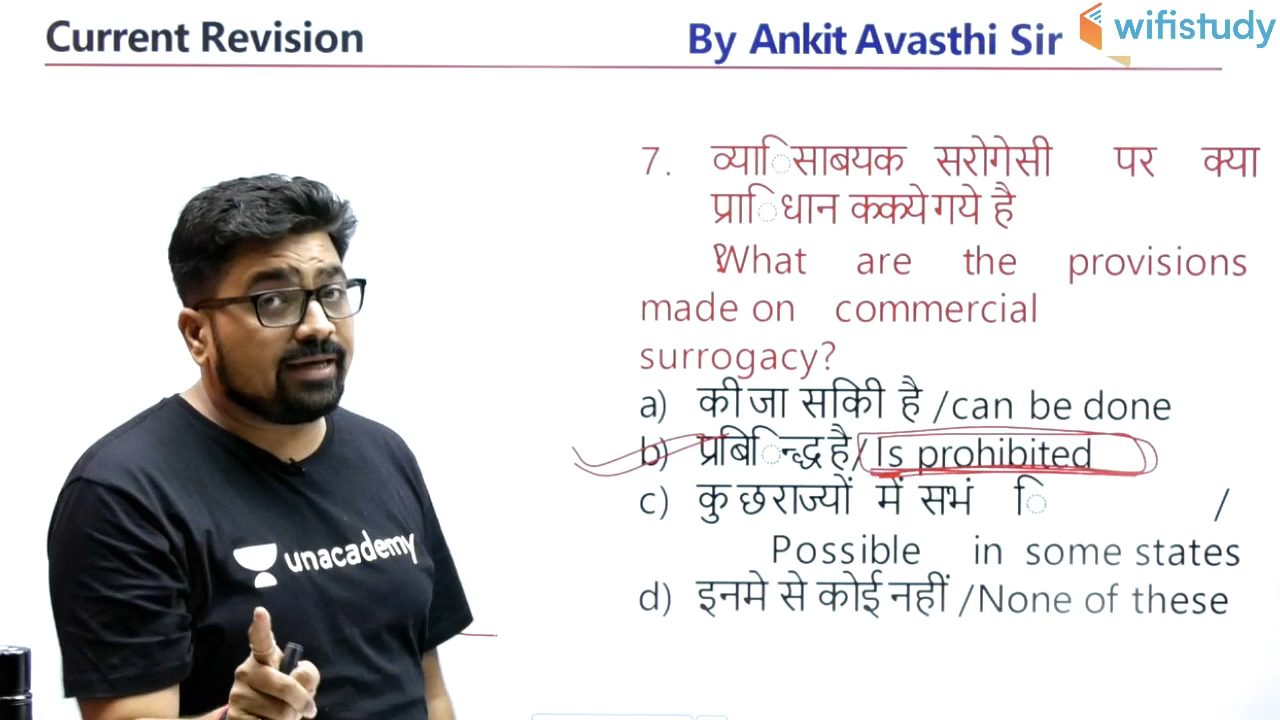 Current Revision
By Ankit Avasthi Sir
wifistudy
7. व्यािसाबयक सरोगेसी पर क्या
प्रािधान कक्ये गये है
?What are the provisions
made on commercial
surrogacy?
a) की जा सकिी है /can be done
b) प्रबिन्द्ध है/ Is prohibited
c) कु छ राज्यों में सभं ि /
Possible in some states
d) इनमे से कोई नहीं /None of these
unacademy